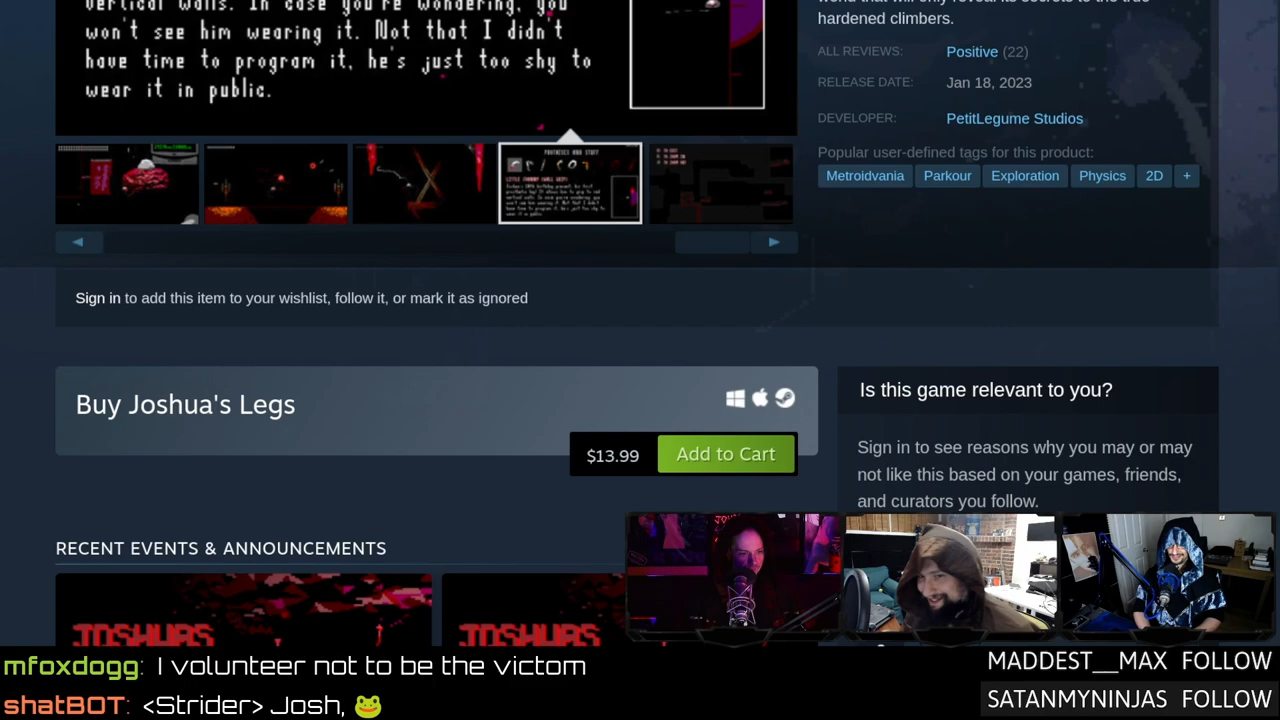 vertical walls. In case you're wondering, you
won't see him wearing it. Not that I didn't
have time to program it, he's just too shy to
wear it in public.
hardened climbers.
ALL REVIEWS: Positive (22)
RELEASE DATE: Jan 18, 2023
DEVELOPER: PetitLegume Studios
Popular user-defined tags for this product:
Metroidvania Parkour Exploration Physics 2D +
Sign in to add this item to your wishlist, follow it, or mark it as ignored
Buy Joshua's Legs
$13.99 Add to Cart
Is this game relevant to you?
Sign in to see reasons why you may or may
not like this based on your games, friends,
and curators you follow.
RECENT EVENTS & ANNOUNCEMENTS
JOSHUAS
JOSHUAS
mfoxdogg: I volunteer not to be the victom
shatBOT: <Strider> Josh, 🐸
MADDEST__MAX FOLLOW
SATANMYNINJAS FOLLOW